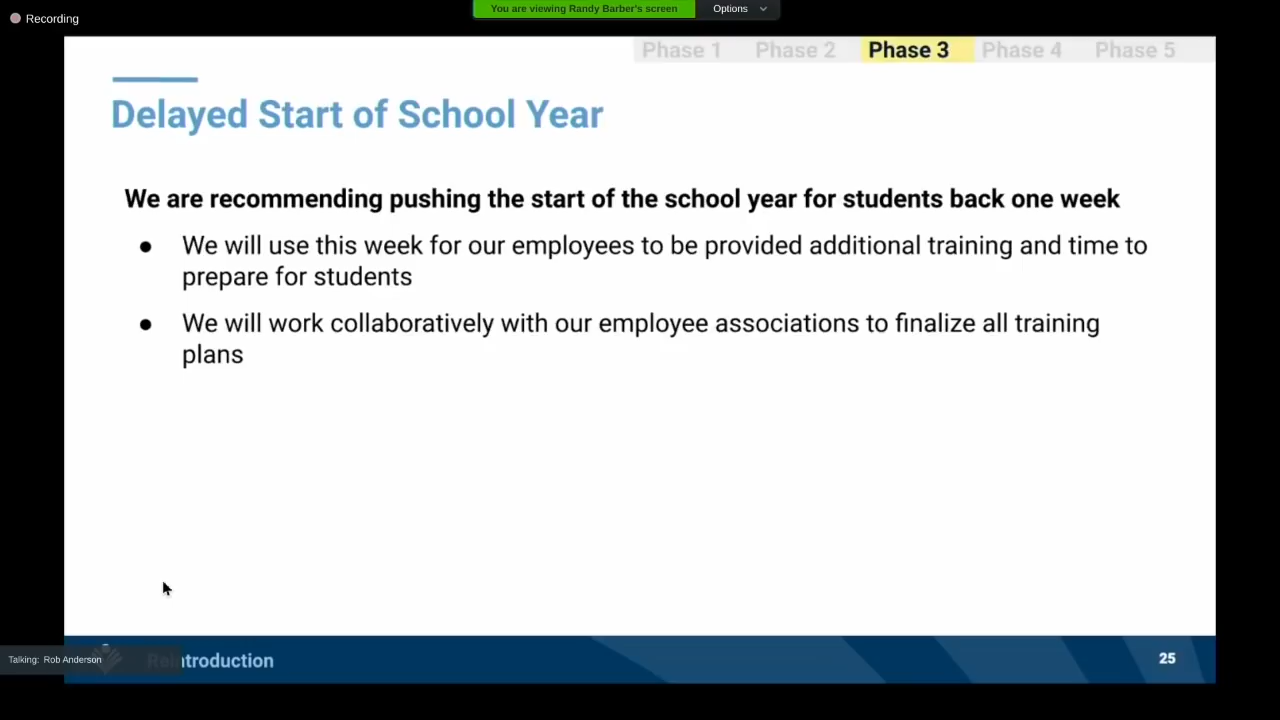 Recording
You are viewing Randy Barber's screen
Options
Phase 1 Phase 2 Phase 3 Phase 4 Phase 5
Delayed Start of School Year
We are recommending pushing the start of the school year for students back one week
● We will use this week for our employees to be provided additional training and time to
prepare for students
● We will work collaboratively with our employee associations to finalize all training
plans
Talking: Rob Anderson
Reintroduction
25